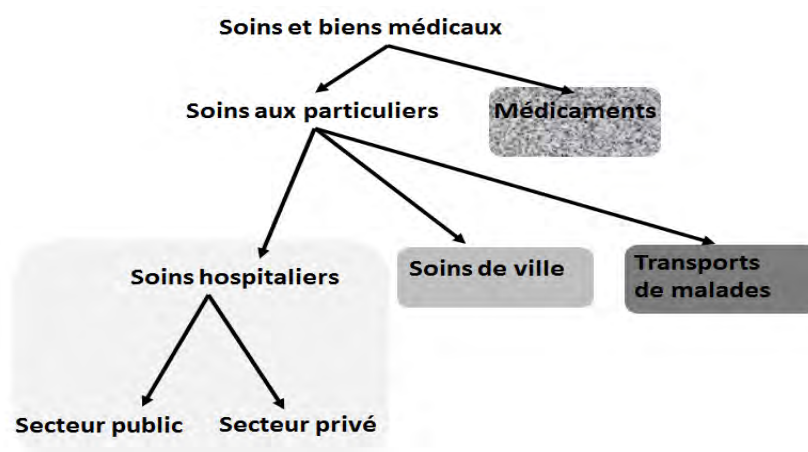 Soins et biens médicaux
Soins aux particuliers
Médicaments
Soins hospitaliers
Soins de ville
Transports
de malades
Secteur public
Secteur privé